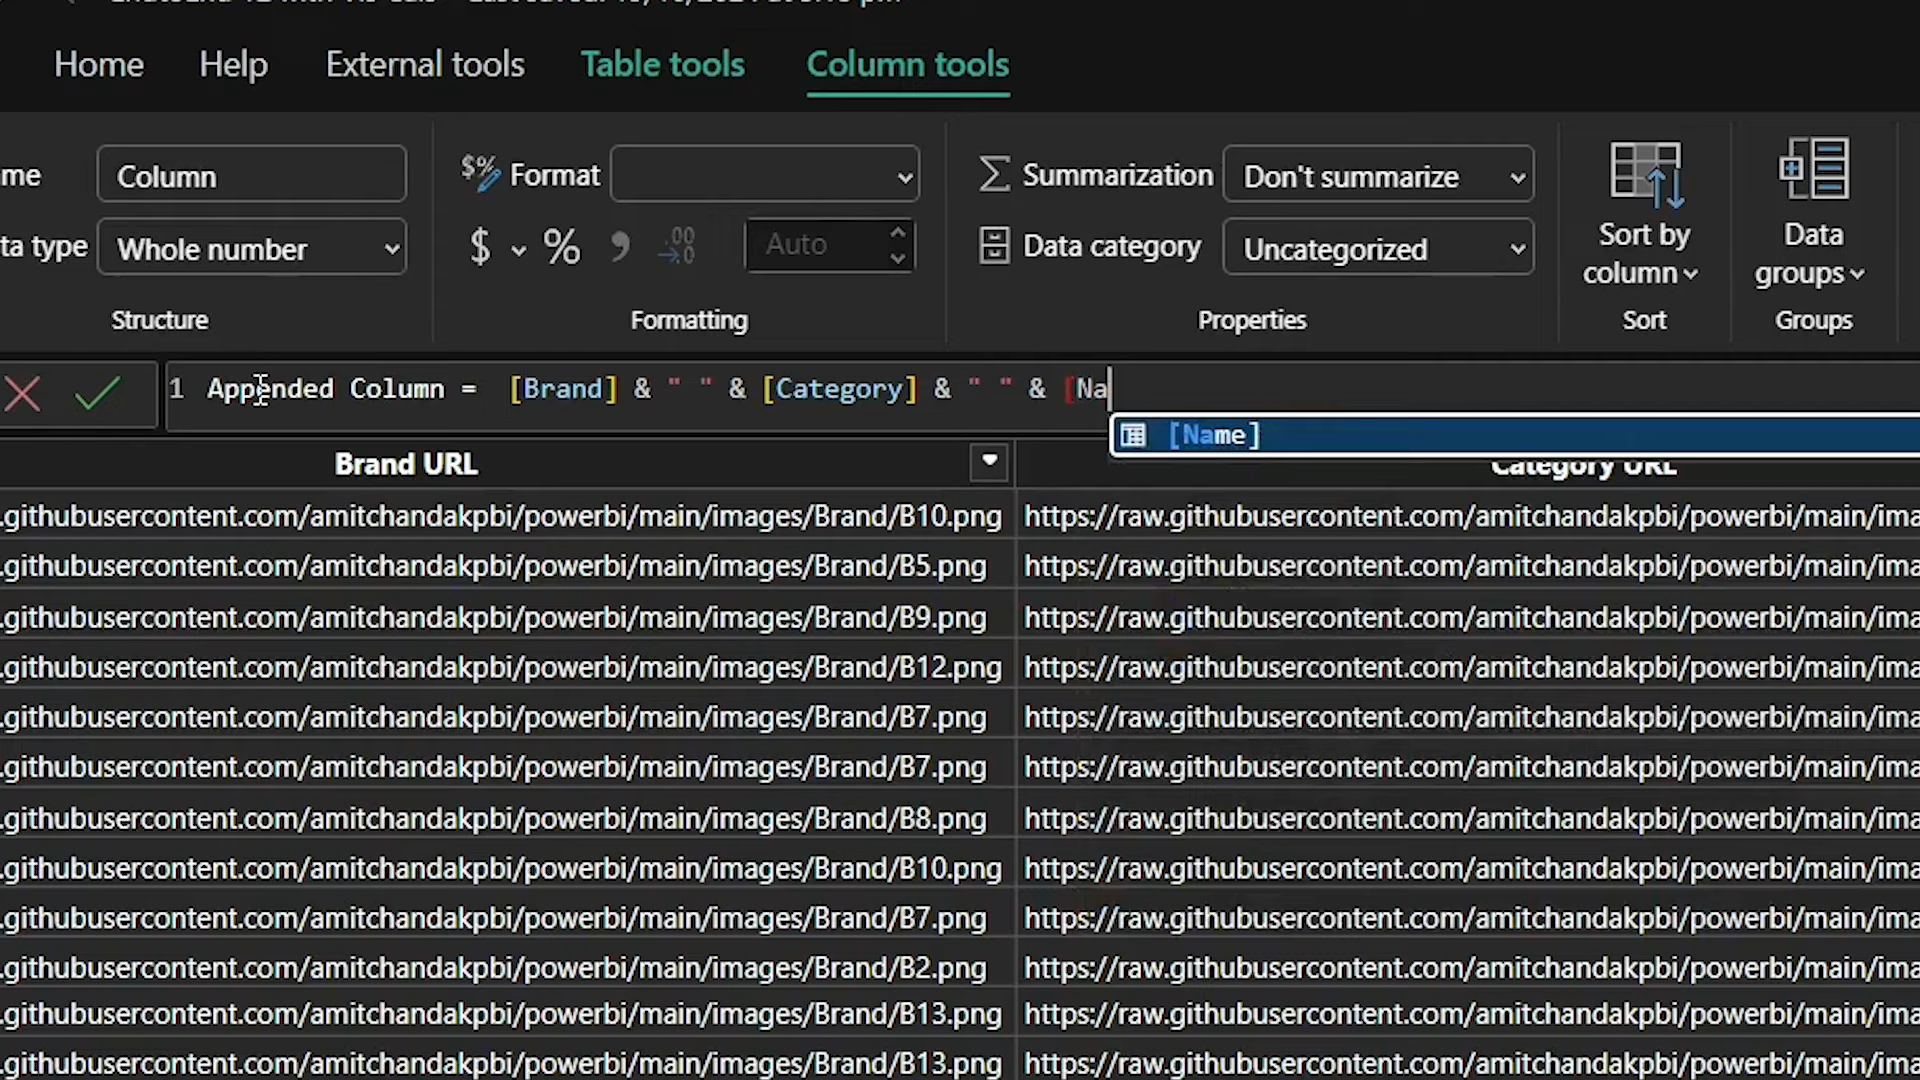 Home Help External tools Table tools Column tools
me Column $% Format Summarization Don't summarize
ta type Whole number $ % .00 Auto Data category Uncategorized
Sort by column
Data groups
Structure Formatting Properties Sort Groups
1 Appended Column = [Brand] & " " & [Category] & " " & [Na
[Name]
Brand URL Category URL
.githubusercontent.com/amitchandakpbi/powerbi/main/images/Brand/B10.png https://raw.githubusercontent.com/amitchandakpbi/powerbi/main/ima
.githubusercontent.com/amitchandakpbi/powerbi/main/images/Brand/B5.png https://raw.githubusercontent.com/amitchandakpbi/powerbi/main/ima
.githubusercontent.com/amitchandakpbi/powerbi/main/images/Brand/B9.png https://raw.githubusercontent.com/amitchandakpbi/powerbi/main/ima
.githubusercontent.com/amitchandakpbi/powerbi/main/images/Brand/B12.png https://raw.githubusercontent.com/amitchandakpbi/powerbi/main/ima
.githubusercontent.com/amitchandakpbi/powerbi/main/images/Brand/B7.png https://raw.githubusercontent.com/amitchandakpbi/powerbi/main/ima
.githubusercontent.com/amitchandakpbi/powerbi/main/images/Brand/B7.png https://raw.githubusercontent.com/amitchandakpbi/powerbi/main/ima
.githubusercontent.com/amitchandakpbi/powerbi/main/images/Brand/B8.png https://raw.githubusercontent.com/amitchandakpbi/powerbi/main/ima
.githubusercontent.com/amitchandakpbi/powerbi/main/images/Brand/B10.png https://raw.githubusercontent.com/amitchandakpbi/powerbi/main/ima
.githubusercontent.com/amitchandakpbi/powerbi/main/images/Brand/B7.png https://raw.githubusercontent.com/amitchandakpbi/powerbi/main/ima
.githubusercontent.com/amitchandakpbi/powerbi/main/images/Brand/B2.png https://raw.githubusercontent.com/amitchandakpbi/powerbi/main/ima
.githubusercontent.com/amitchandakpbi/powerbi/main/images/Brand/B13.png https://raw.githubusercontent.com/amitchandakpbi/powerbi/main/ima
.githubusercontent.com/amitchandakpbi/powerbi/main/images/Brand/B13.png https://raw.githubusercontent.com/amitchandakpbi/powerbi/main/ima